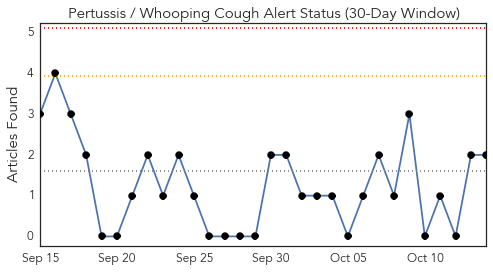 Pertussis / Whooping Cough Alert Status (30-Day Window)
Articles Found
5
4
3
2
1
0
Sep 15 Sep 20 Sep 25 Sep 30 Oct 05 Oct 10